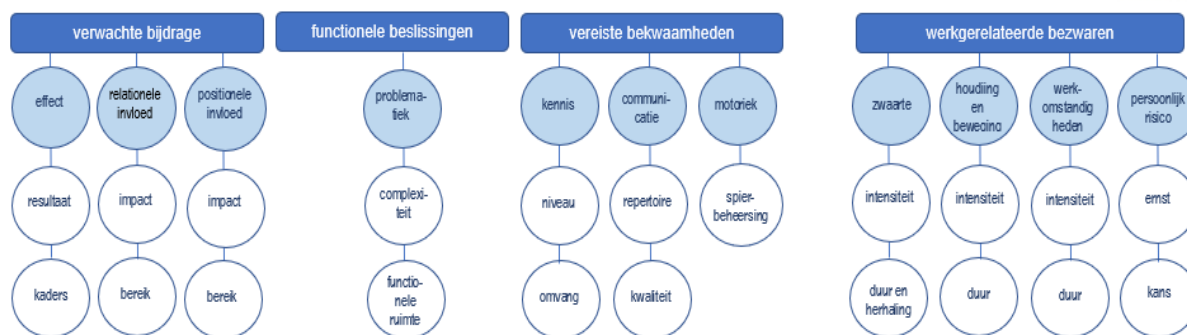 verwachte bijdrage
functionele beslissingen
vereiste bekwaamheden
werkgerelateerde bezwaren
effect
relationele
invloed
positionele
invloed
problema-
tiek
kennis
communi-
catie
motoriek
zwaarte
houdiing
en
beweging
werk-
omstandig
heden
persoonlijk
risico
resultaat
impact
impact
complexi-
teit
niveau
repertoire
spier-
beheersing
intensiteit
intensiteit
intensiteit
ernst
kaders
bereik
bereik
functio-
nele
ruimte
omvang
kwaliteit
duur en
herhaling
duur
duur
kans